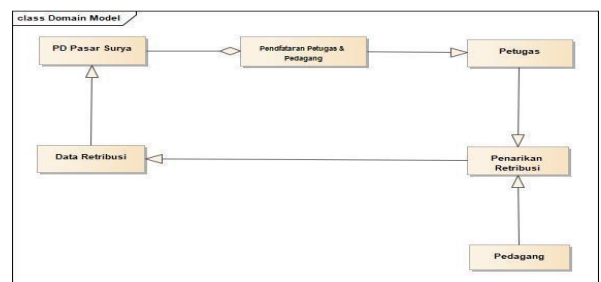 class Domain Model
PD Pasar Surya
Pendfataran Petugas &
Pedagang
Petugas
Data Retribusi
Penarikan
Retribusi
Pedagang